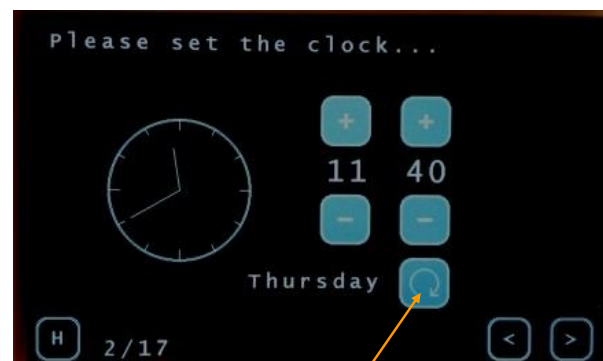 Please set the clock...
+ +
11 40
- -
Thursday
H 2/17 < >